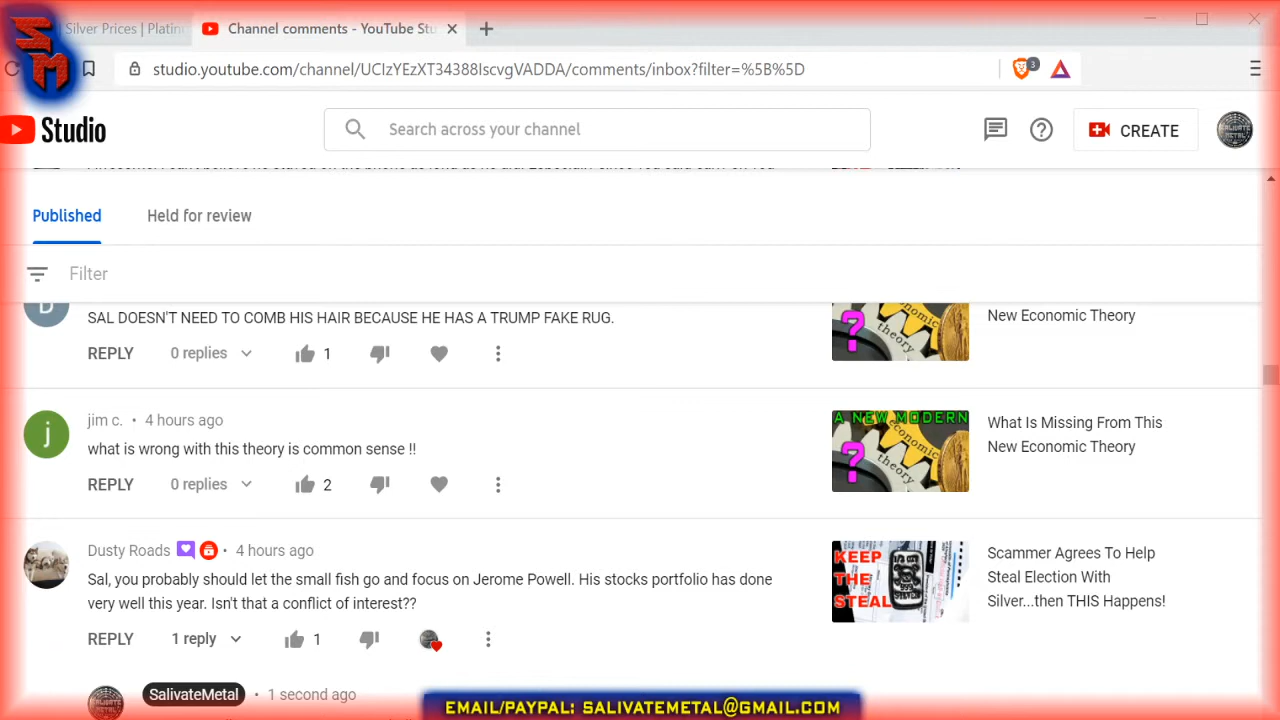 SM
Silver Prices | Platin
Channel comments - YouTube Stu
studio.youtube.com/channel/UCIzYEzXT34388IscvgVADDA/comments/inbox?filter=%5B%5D
3
Studio
Search across your channel
CREATE
Published
Held for review
Filter
D
SAL DOESN'T NEED TO COMB HIS HAIR BECAUSE HE HAS A TRUMP FAKE RUG.
REPLY 0 replies 1
economic
theory
?
New Economic Theory
j
jim c. • 4 hours ago
what is wrong with this theory is common sense !!
REPLY 0 replies 2
A NEW MODERN
economic
theory
?
What Is Missing From This
New Economic Theory
Dusty Roads • 4 hours ago
Sal, you probably should let the small fish go and focus on Jerome Powell. His stocks portfolio has done
very well this year. Isn't that a conflict of interest??
REPLY 1 reply 1
KEEP
THE
STEAL
Scammer Agrees To Help
Steal Election With
Silver...then THIS Happens!
SalivateMetal • 1 second ago
EMAIL/PAYPAL: SALIVATEMETAL@GMAIL.COM